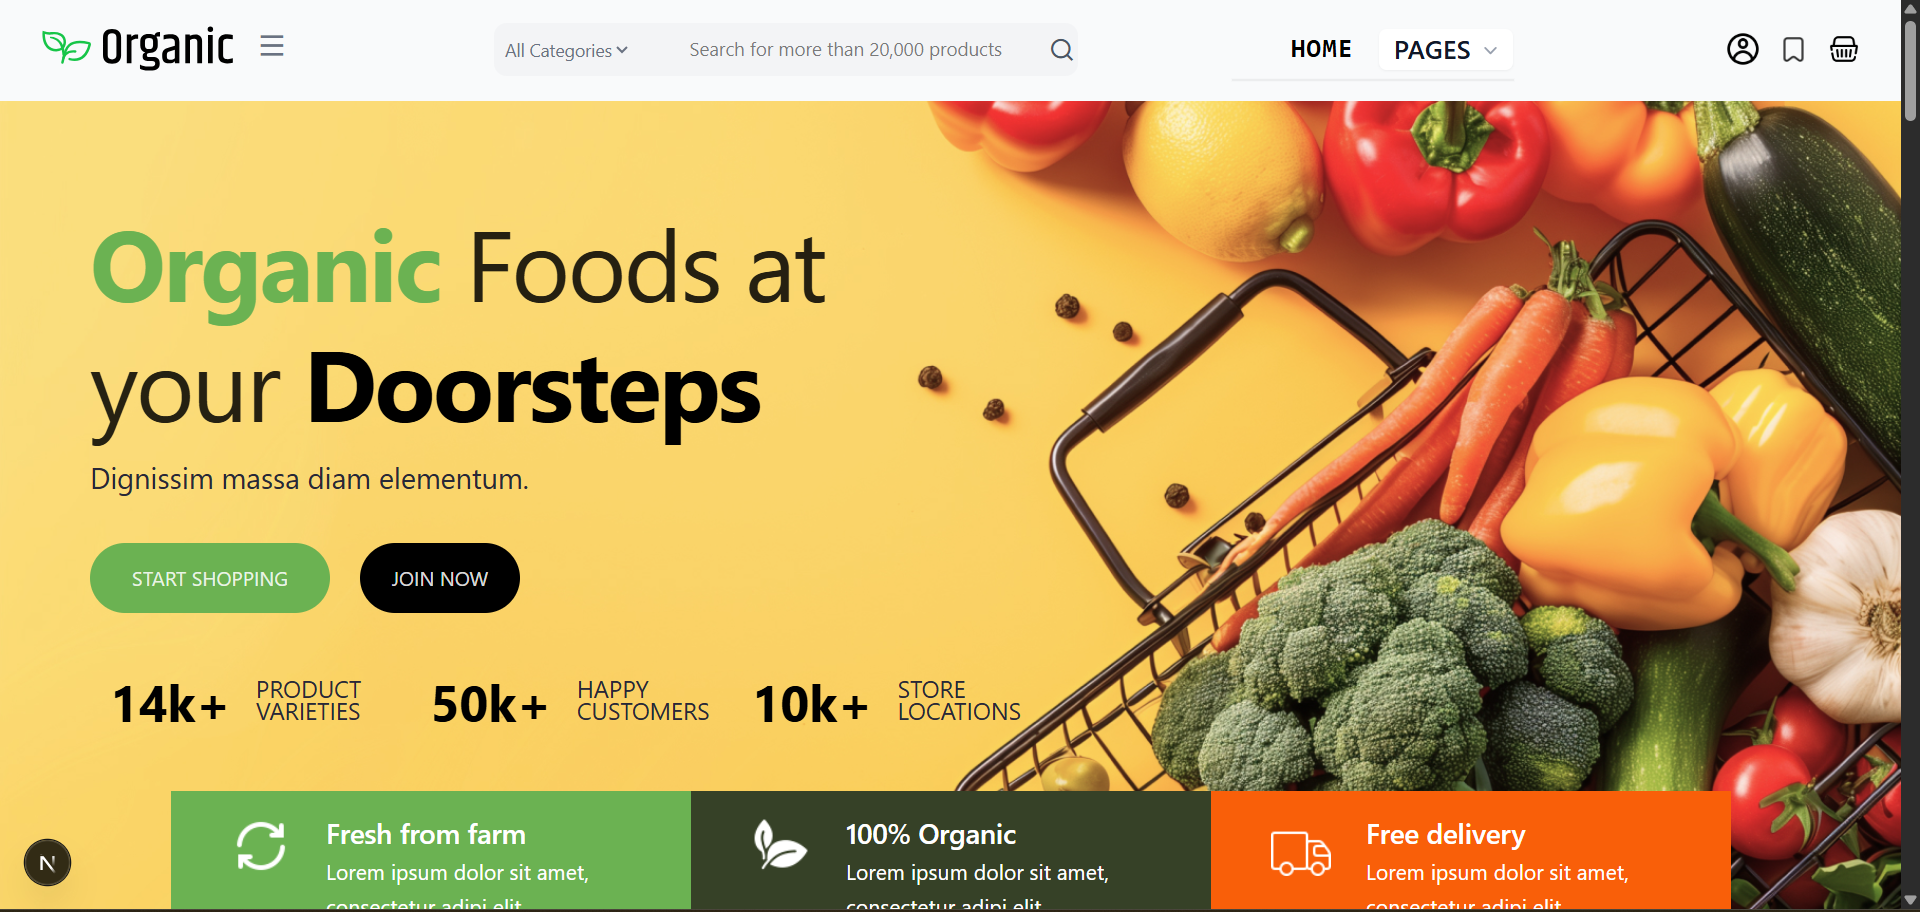 Organic
All Categories
Search for more than 20,000 products
HOME
PAGES
Organic Foods at
your Doorsteps
Dignissim massa diam elementum.
START SHOPPING
JOIN NOW
14k+
PRODUCT
VARIETIES
50k+
HAPPY
CUSTOMERS
10k+
STORE
LOCATIONS
Fresh from farm
Lorem ipsum dolor sit amet,
consectetur adipi elit.
100% Organic
Lorem ipsum dolor sit amet,
consectetur adipi elit.
Free delivery
Lorem ipsum dolor sit amet,
consectetur adipi elit.
N